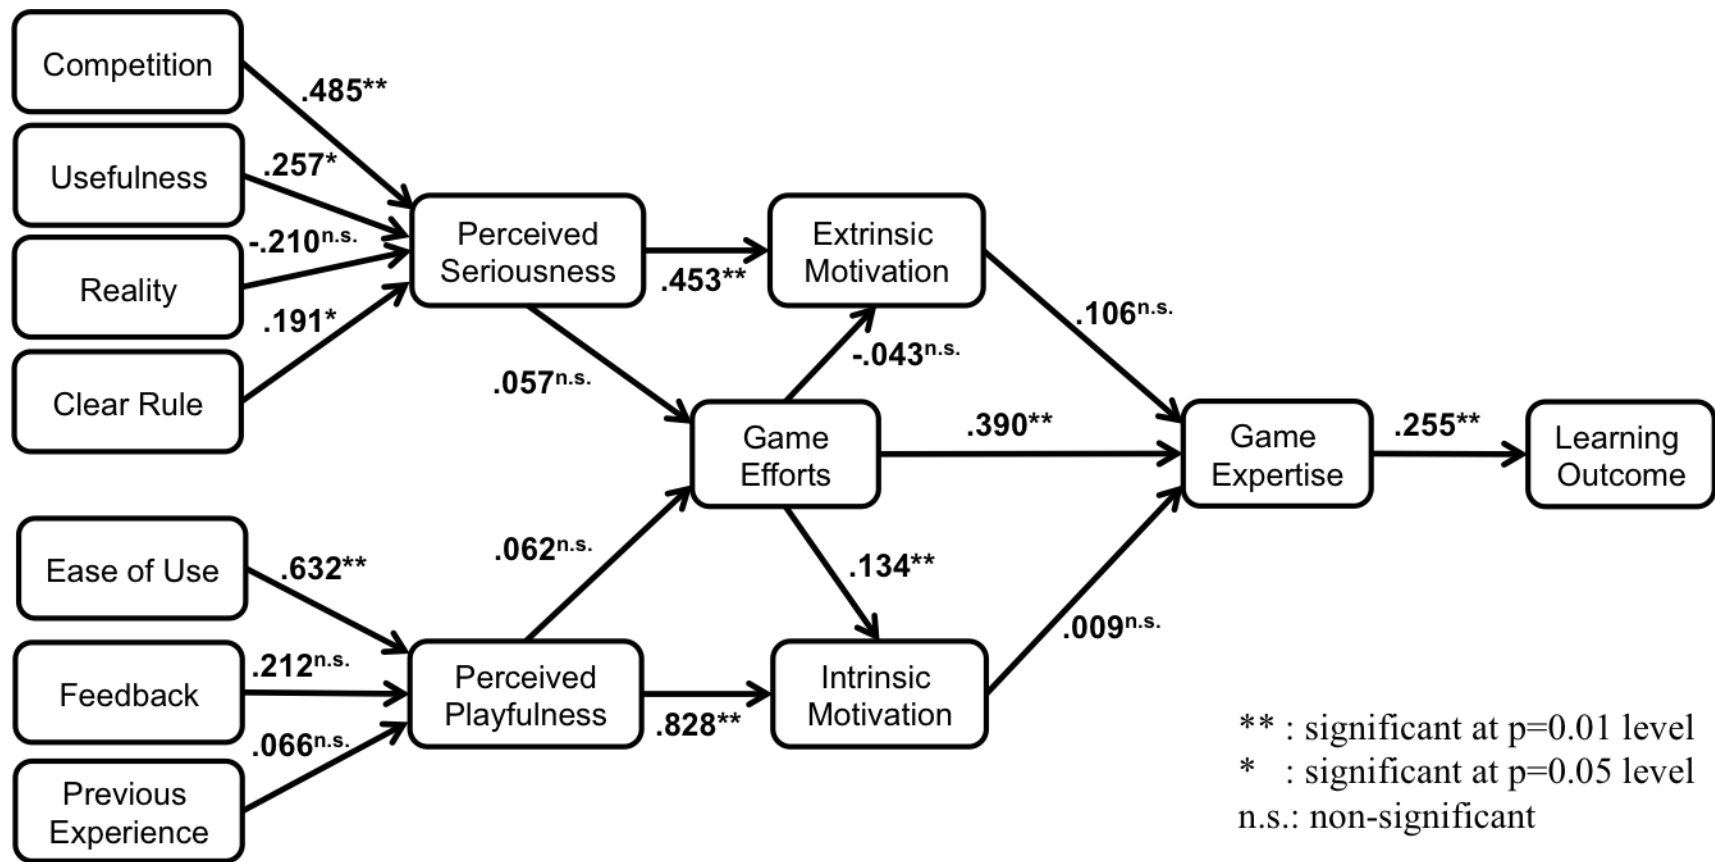 Competition
.485**
Usefulness
.257*
Reality
-.210n.s.
Clear Rule
.191*
Perceived
Seriousness
.453**
Extrinsic
Motivation
.106n.s.
-.043n.s.
.057n.s.
Game
Efforts
.390**
Game
Expertise
.255**
Learning
Outcome
.062n.s.
.134**
.009n.s.
Ease of Use
.632**
Feedback
.212n.s.
Previous
Experience
.066n.s.
Perceived
Playfulness
.828**
Intrinsic
Motivation
** : significant at p=0.01 level
* : significant at p=0.05 level
n.s.: non-significant